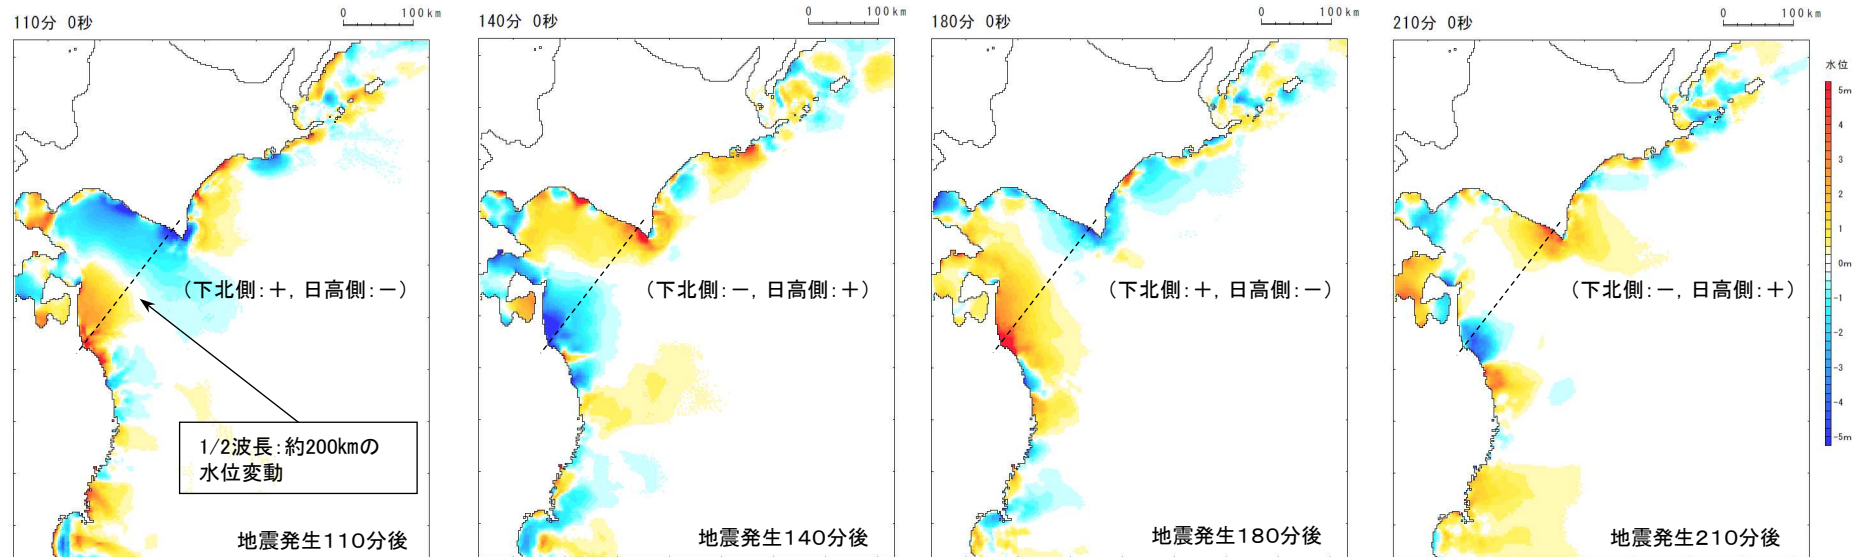 110分 0秒
0 100km
(下北側:+,日高側:-)
1/2波長:約200kmの
水位変動
地震発生110分後
140分 0秒
0 100km
(下北側:-,日高側:+)
地震発生140分後
180分 0秒
0 100km
(下北側:+,日高側:-)
地震発生180分後
210分 0秒
0 100km
(下北側:-,日高側:+)
地震発生210分後
水位
5m
4
3
2
1
0m
-1
-2
-3
-4
-5m